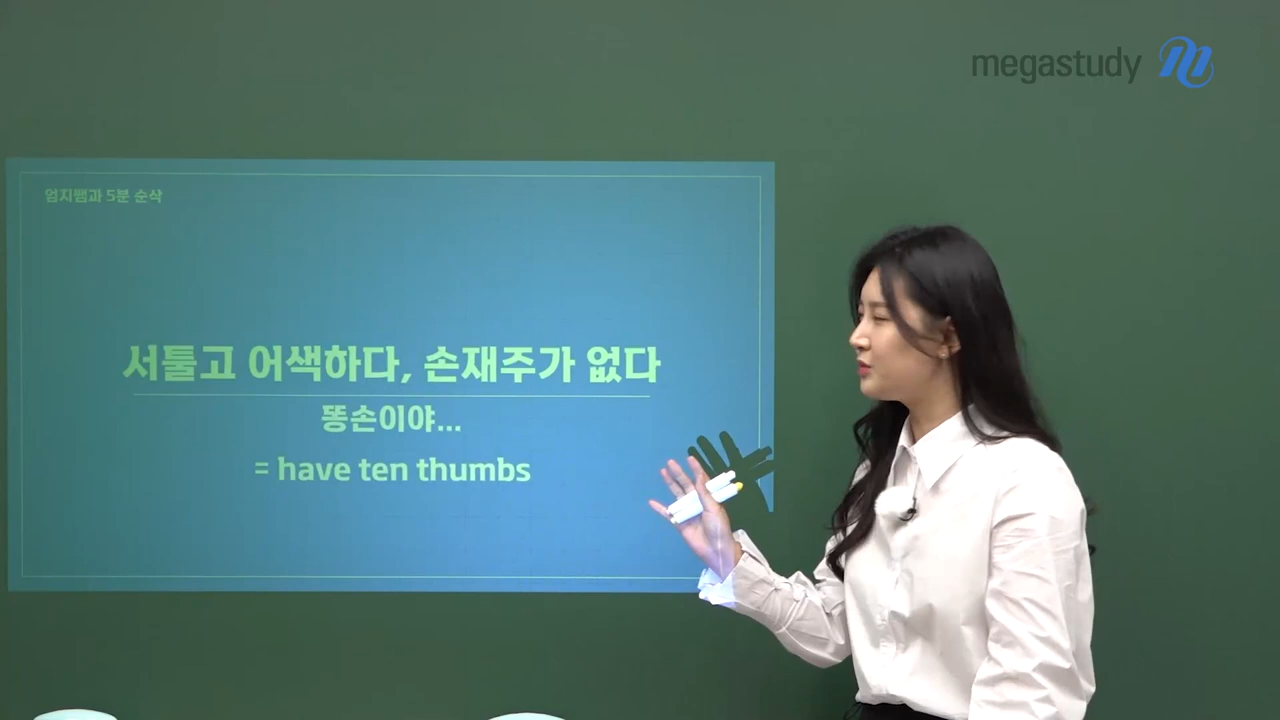 megastudy
엄지쌤과 5분 순삭
서툴고 어색하다, 손재주가 없다
똥손이야...
= have ten thumbs